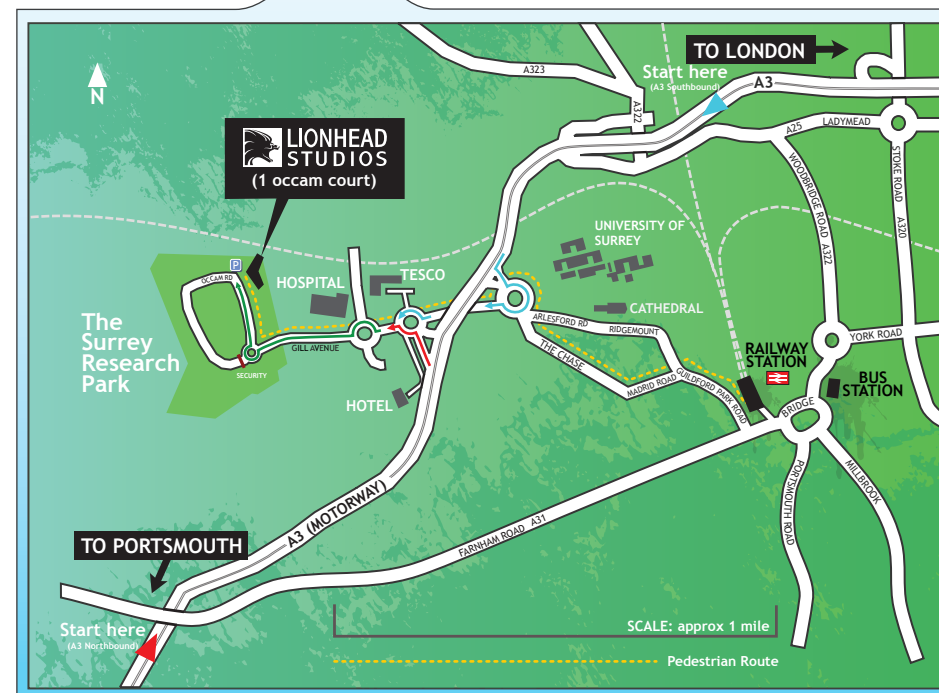 TO LONDON
Start here
(A3 Southbound)
A3
A323
A322
A25
LADYMEAD
N
LIONHEAD
STUDIOS
(1 occam court)
WOODBRIDGE ROAD
A322
STOKE ROAD
A320
UNIVERSITY OF
SURREY
P
OCCAM RD
HOSPITAL
TESCO
CATHEDRAL
ARLESFORD RD
RIDGEMOUNT
The
Surrey
Research
Park
GILL AVENUE
SECURITY
THE CHASE
YORK ROAD
RAILWAY
STATION
BUS
STATION
MADRID ROAD
GUILDFORD PARK ROAD
HOTEL
BRIDGE
A3 (MOTORWAY)
FARNHAM ROAD A31
PORTSMOUTH ROAD
MILLBROOK
TO PORTSMOUTH
Start here
(A3 Northbound)
SCALE: approx 1 mile
Pedestrian Route